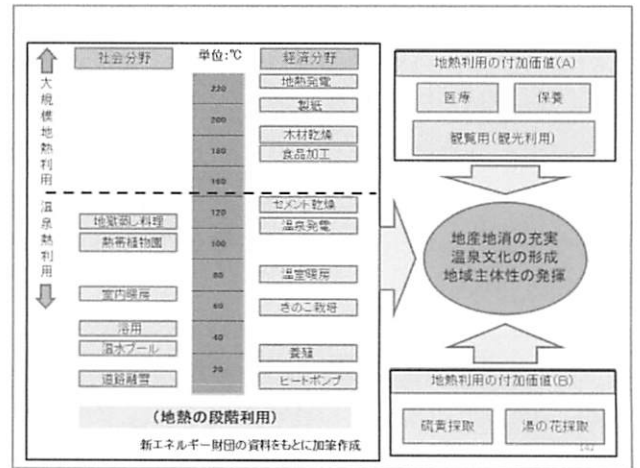 社会分野
単位:℃
経済分野
大規模地熱利用
温泉熱利用
220
200
180
160
120
100
80
60
40
20
地獄蒸し料理
熱帯植物園
室内暖房
浴用
温水プール
道路融雪
地熱発電
製紙
木材乾燥
食品加工
セメント乾燥
温泉発電
温室暖房
きのこ栽培
養殖
ヒートポンプ
(地熱の段階利用)
新エネルギー財団の資料をもとに加筆作成
地熱利用の付加価値(A)
医療
保養
観覧用(観光利用)
地産地消の充実
温泉文化の形成
地域主体性の発揮
地熱利用の付加価値(B)
硫黄採取
湯の花採取